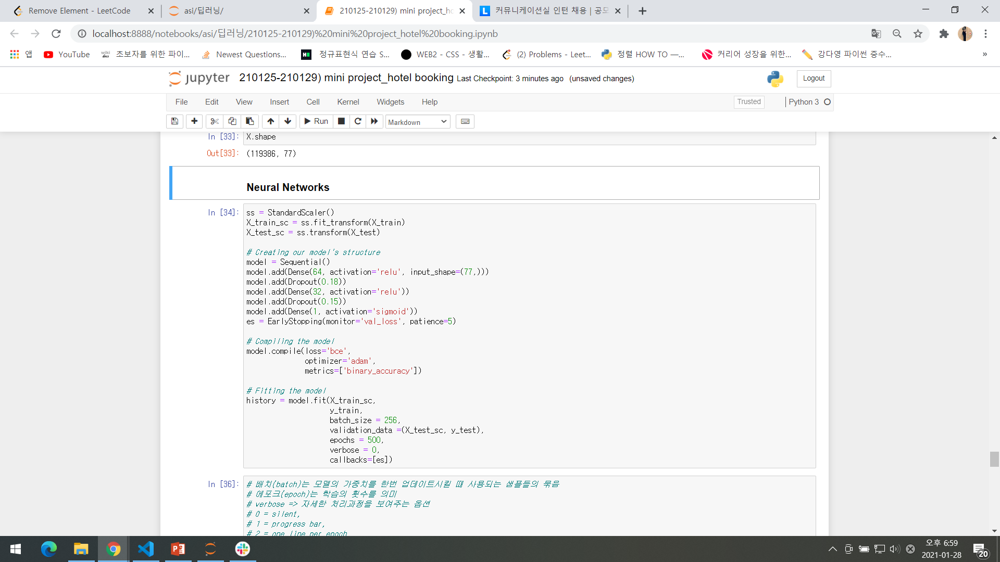 Remove Element - LeetCode
asi/딥러닝/
210125-210129) mini project_hc
커뮤니케이션실 인턴 채용 | 공모
localhost:8888/notebooks/asi/딥러닝/210125-210129)%20mini%20project_hotel%20booking.ipynb
앱
YouTube
wiki docs 초보자를 위한 파이...
Newest Questions...
H 정규표현식 연습 S...
WEB2 - CSS - 생활...
(2) Problems - Leet...
정렬 HOW TO —...
커리어 성장을 위한...
강다영 파이썬 중수...
»
jupyter 210125-210129) mini project_hotel booking Last Checkpoint: 3 minutes ago (unsaved changes)
Logout
File Edit View Insert Cell Kernel Widgets Help
Trusted
Python 3
Run
Markdown
In [33]: X.shape
Out[33]: (119386, 77)
Neural Networks
In [34]: ss = StandardScaler()
X_train_sc = ss.fit_transform(X_train)
X_test_sc = ss.transform(X_test)
# Creating our model's structure
model = Sequential()
model.add(Dense(64, activation='relu', input_shape=(77,)))
model.add(Dropout(0.18))
model.add(Dense(32, activation='relu'))
model.add(Dropout(0.15))
model.add(Dense(1, activation='sigmoid'))
es = EarlyStopping(monitor='val_loss', patience=5)
# Compiling the model
model.compile(loss='bce',
optimizer='adam',
metrics=['binary_accuracy'])
# Fitting the model
history = model.fit(X_train_sc,
y_train,
batch_size = 256,
validation_data =(X_test_sc, y_test),
epochs = 500,
verbose = 0,
callbacks=[es])
In [36]: # 배치(batch)는 모델의 가중치를 한번 업데이트시킬 때 사용되는 샘플들의 묶음
# 에포크(epoch)는 학습의 횟수를 의미
# verbose => 자세한 처리과정을 보여주는 옵션
# 0 = silent,
# 1 = progress bar,
# 2 = one line per epoch
오후 6:59
2021-01-28
20